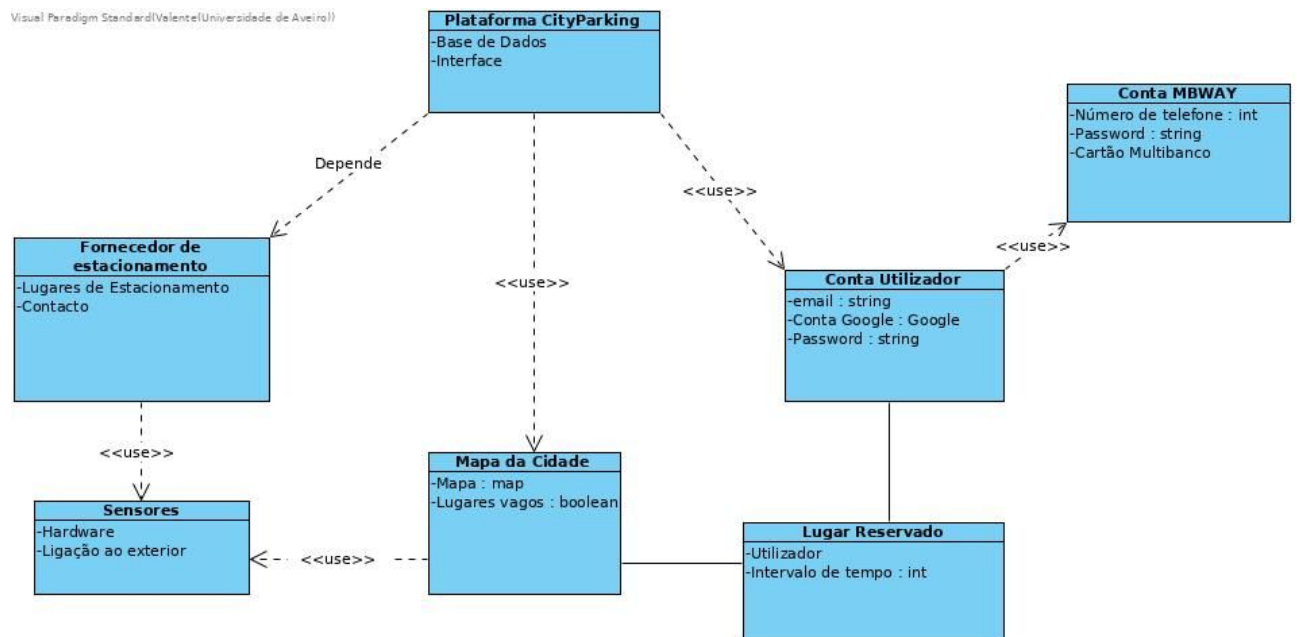 Visual Paradigm Standard(Valente(Universidade de Aveiro))
Plataforma CityParking
-Base de Dados
-Interface
Conta MBWAY
-Número de telefone : int
-Password : string
-Cartão Multibanco
Depende
<<use>>
<<use>>
<<use>>
Fornecedor de
estacionamento
-Lugares de Estacionamento
-Contacto
Conta Utilizador
-email : string
-Conta Google : Google
-Password : string
<<use>>
Mapa da Cidade
-Mapa : map
-Lugares vagos : boolean
Sensores
-Hardware
-Ligação ao exterior
<<use>>
Lugar Reservado
-Utilizador
-Intervalo de tempo : int